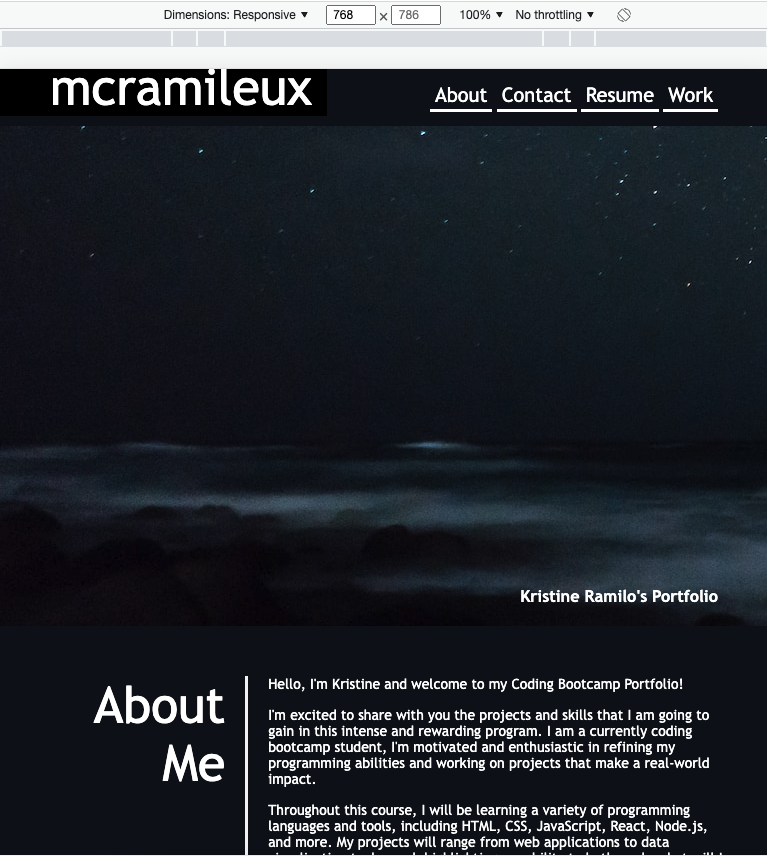 Dimensions: Responsive ▼ 768 × 786 100% ▼ No throttling ▼
mcramileux
About Contact Resume Work
Kristine Ramilo's Portfolio
About
Me
Hello, I'm Kristine and welcome to my Coding Bootcamp Portfolio!
I'm excited to share with you the projects and skills that I am going to
gain in this intense and rewarding program. I am a currently coding
bootcamp student, I'm motivated and enthusiastic in refining my
programming abilities and working on projects that make a real-world
impact.
Throughout this course, I will be learning a variety of programming
languages and tools, including HTML, CSS, JavaScript, React, Node.js,
and more. My projects will range from web applications to data